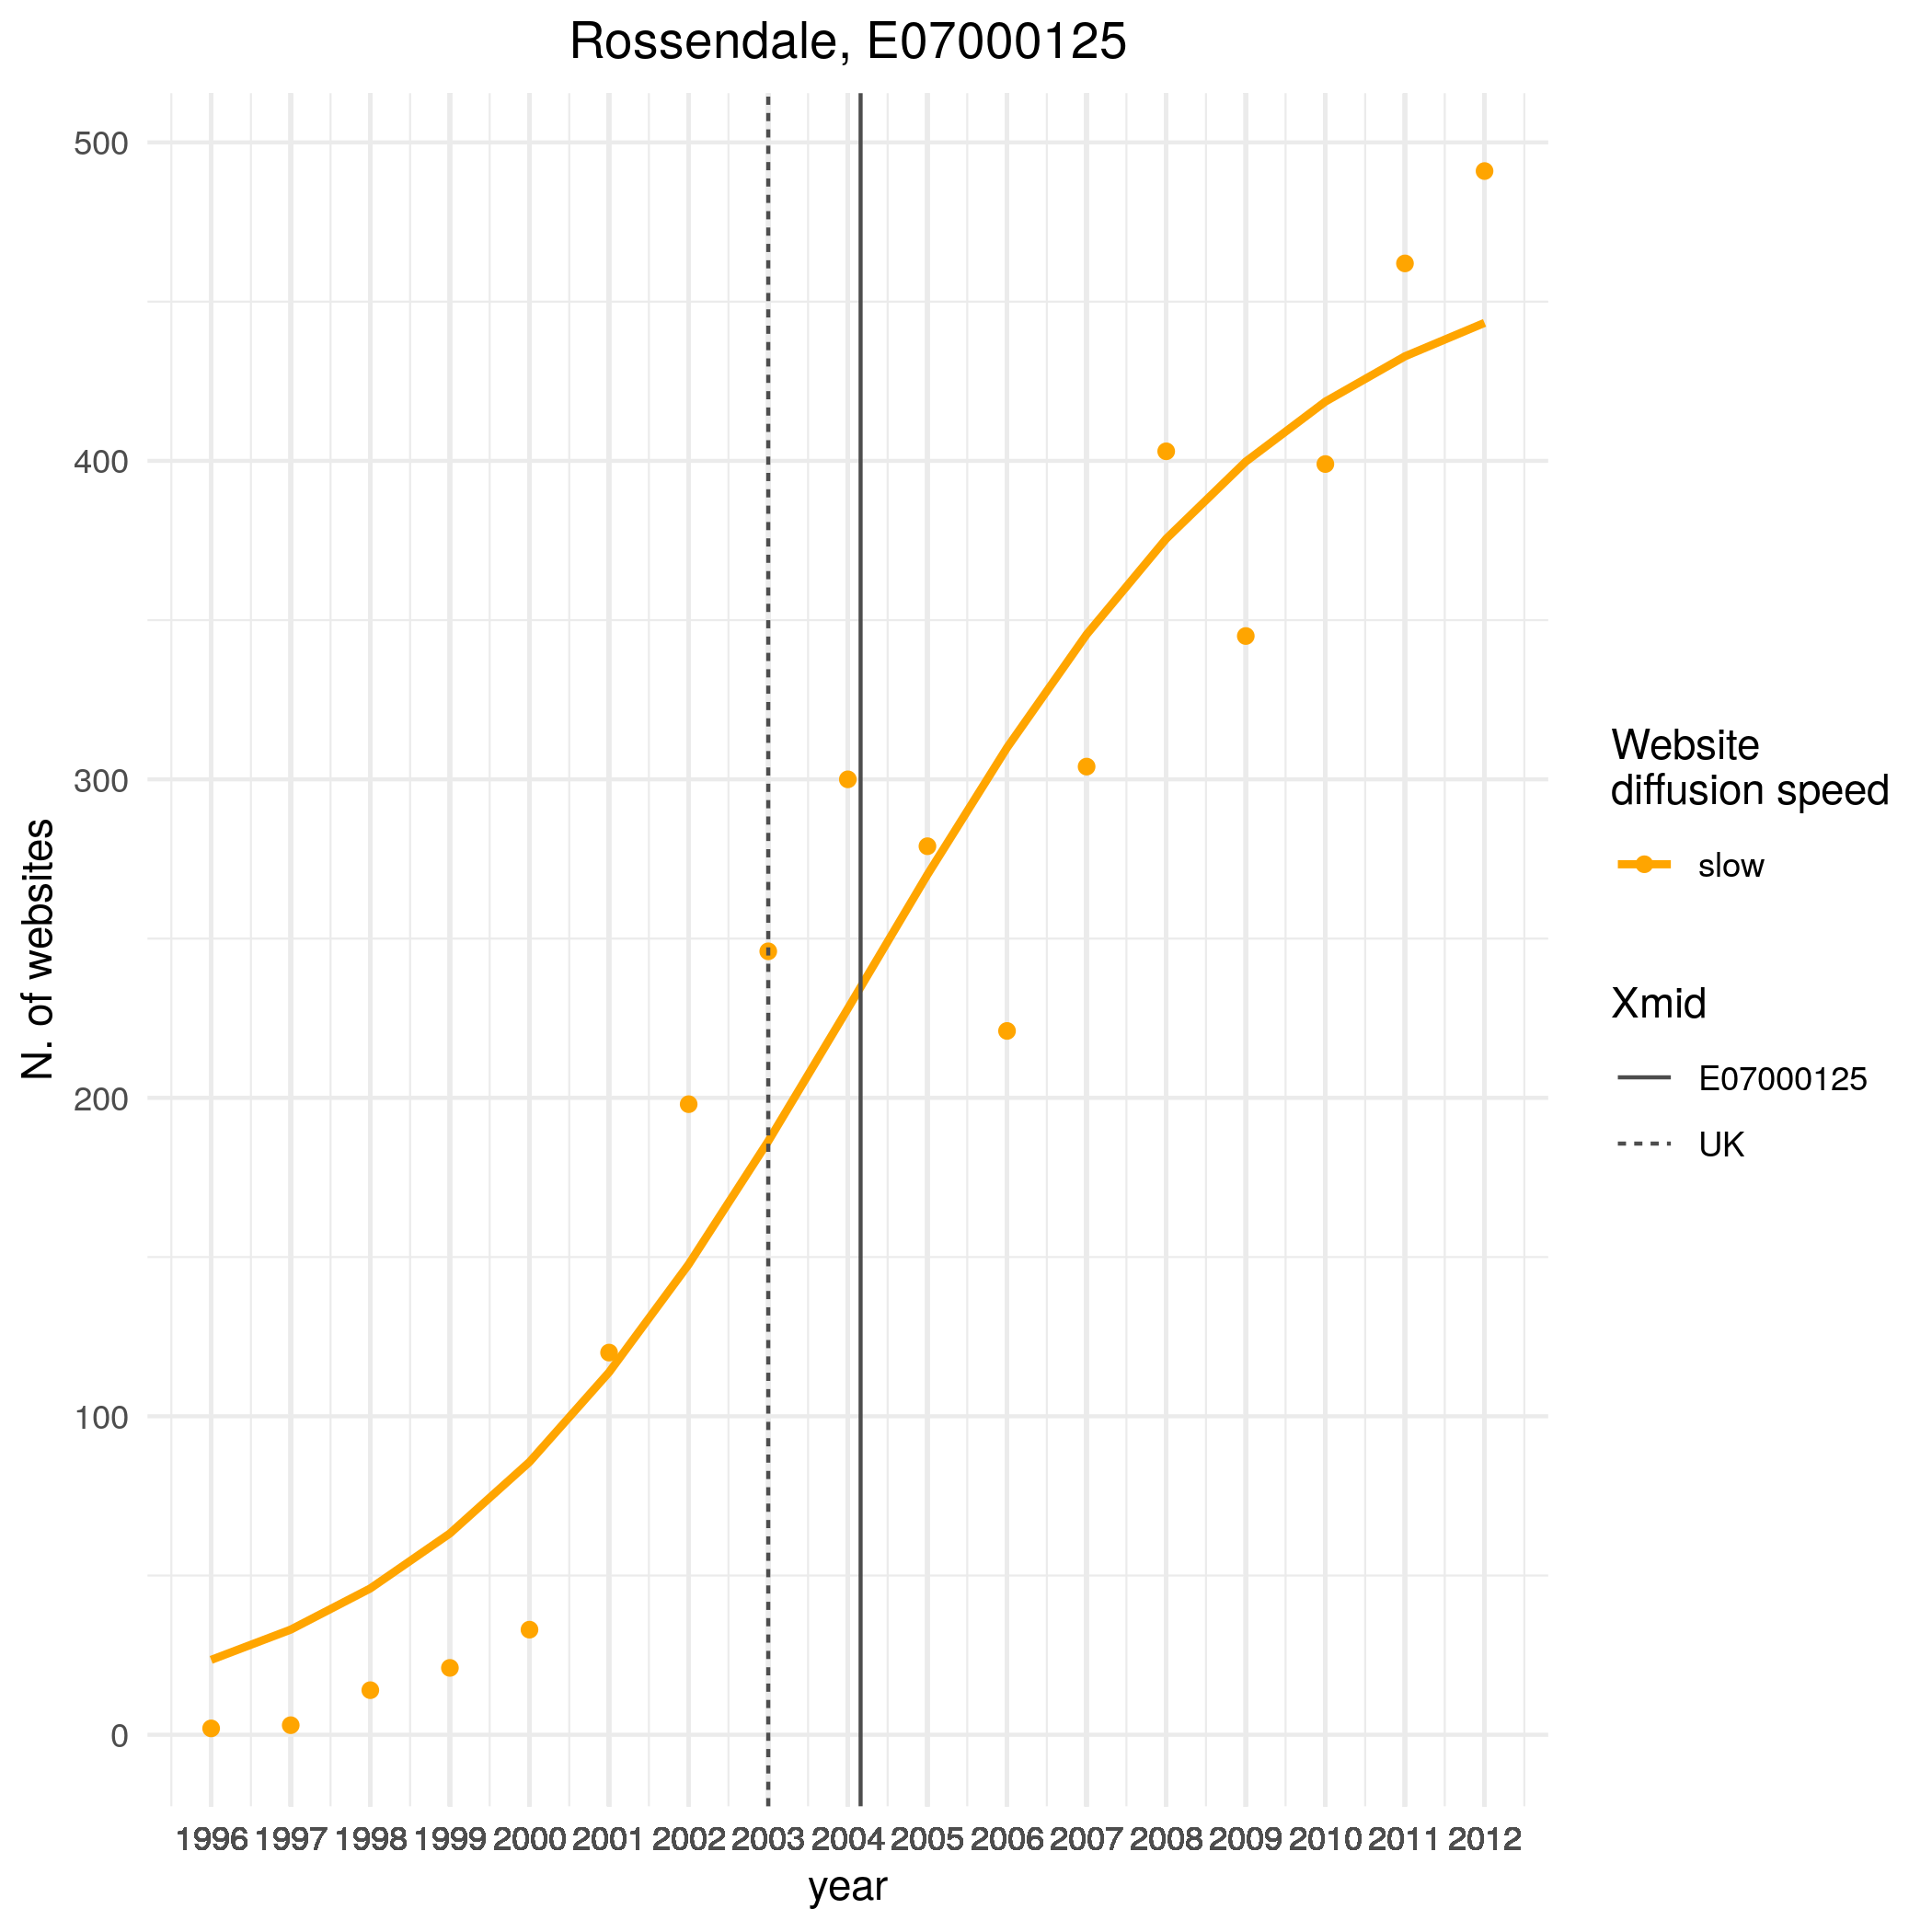 Rossendale, E07000125
500
400
300
200
100
0
N. of websites
1996 1997 1998 1999 2000 2001 2002 2003 2004 2005 2006 2007 2008 2009 2010 2011 2012
year
Website
diffusion speed
slow
Xmid
E07000125
UK